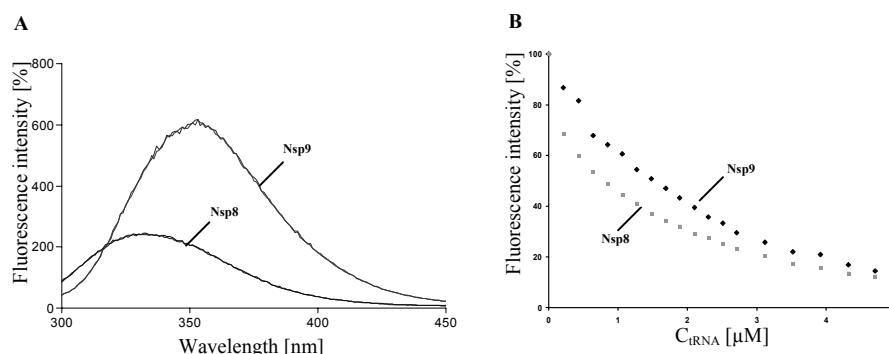 A
Fluorescence intensity [%]
800
600
400
200
0
300
350
400
450
Wavelength [nm]
Nsp9
Nsp8
B
Fluorescence intensity [%]
100
80
60
40
20
0
0
1
2
3
4
CtRNA [µM]
Nsp9
Nsp8